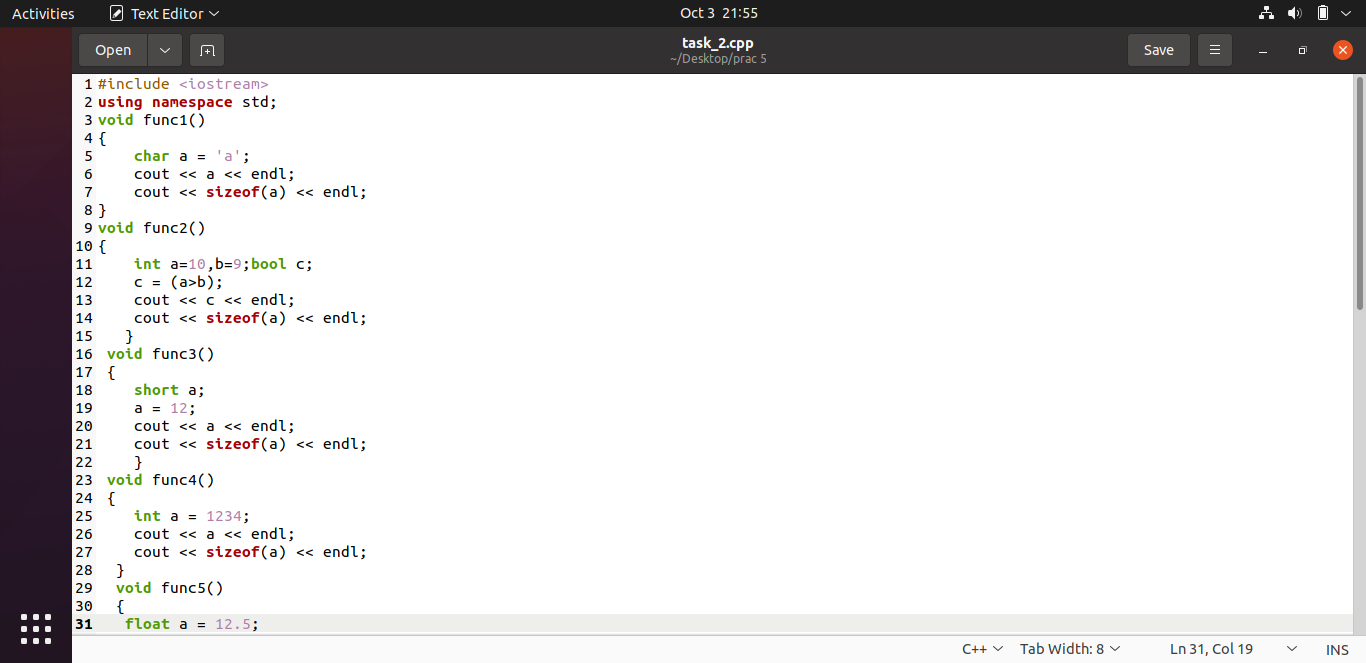 Activities Text Editor Oct 3 21:55
Open task_2.cpp Save
~/Desktop/prac 5
1 #include <iostream>
2 using namespace std;
3 void func1()
4 {
5     char a = 'a';
6     cout << a << endl;
7     cout << sizeof(a) << endl;
8 }
9 void func2()
10 {
11     int a=10,b=9;bool c;
12     c = (a>b);
13     cout << c << endl;
14     cout << sizeof(a) << endl;
15    }
16  void func3()
17  {
18     short a;
19     a = 12;
20     cout << a << endl;
21     cout << sizeof(a) << endl;
22     }
23  void func4()
24  {
25     int a = 1234;
26     cout << a << endl;
27     cout << sizeof(a) << endl;
28   }
29   void func5()
30   {
31    float a = 12.5;
C++ Tab Width: 8 Ln 31, Col 19 INS